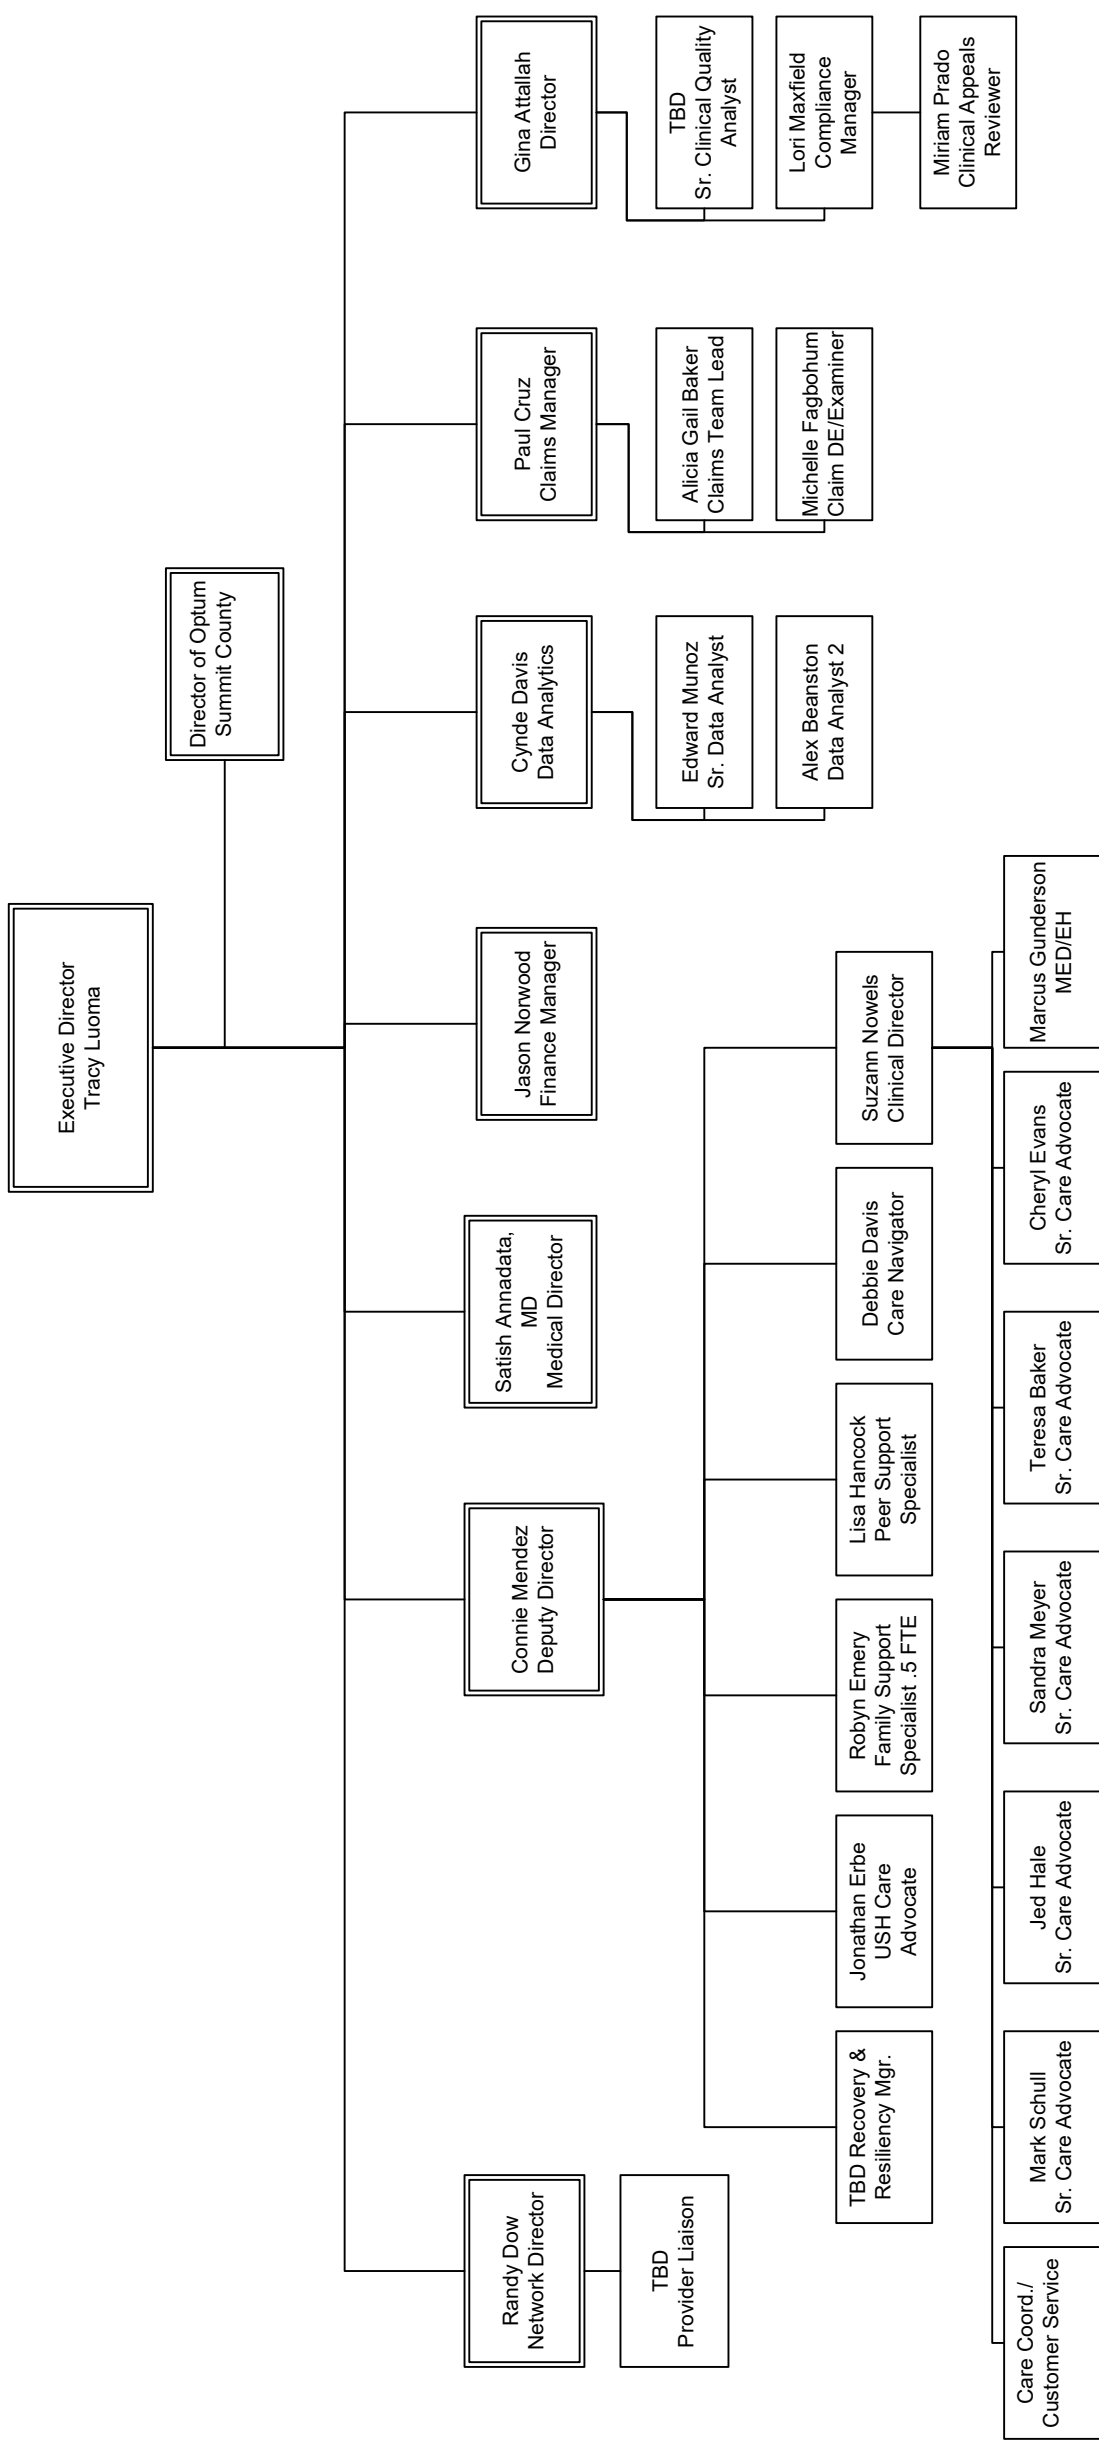 Executive Director
Tracy Luoma
Director of Optum
Summit County
Randy Dow
Network Director
Connie Mendez
Deputy Director
Satish Annadata,
MD
Medical Director
Jason Norwood
Finance Manager
Cynde Davis
Data Analytics
Paul Cruz
Claims Manager
Gina Attallah
Director
TBD
Provider Liaison
Edward Munoz
Sr. Data Analyst
Alex Beanston
Data Analyst 2
Alicia Gail Baker
Claims Team Lead
Michelle Fagbohum
Claim DE/Examiner
TBD
Sr. Clinical Quality
Analyst
Lori Maxfield
Compliance
Manager
Miriam Prado
Clinical Appeals
Reviewer
TBD Recovery &
Resiliency Mgr.
Jonathan Erbe
USH Care
Advocate
Robyn Emery
Family Support
Specialist .5 FTE
Lisa Hancock
Peer Support
Specialist
Debbie Davis
Care Navigator
Suzann Nowels
Clinical Director
Care Coord./
Customer Service
Mark Schull
Sr. Care Advocate
Jed Hale
Sr. Care Advocate
Sandra Meyer
Sr. Care Advocate
Teresa Baker
Sr. Care Advocate
Cheryl Evans
Sr. Care Advocate
Marcus Gunderson
MED/EH